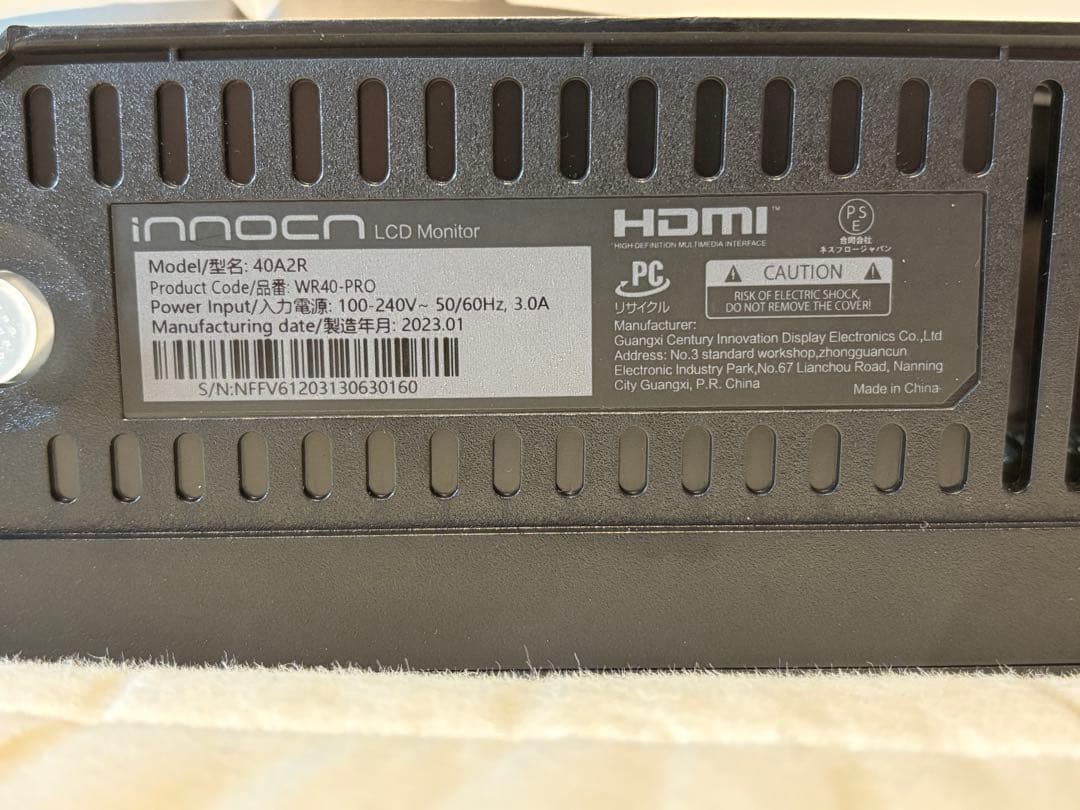 innocn LCD Monitor
Model/型名: 40A2R
Product Code/品番: WR40-PRO
Power Input/入力電源: 100-240V~ 50/60Hz, 3.0A
Manufacturing date/製造年月: 2023.01
S/N:NFFV61203130630160
HDMI™
HIGH-DEFINITION MULTIMEDIA INTERFACE
PS
E
合同会社
ネスフロージャパン
PC
リサイクル
CAUTION
RISK OF ELECTRIC SHOCK,
DO NOT REMOVE THE COVER!
Manufacturer:
Guangxi Century Innovation Display Electronics Co.,Ltd
Address: No.3 standard workshop,zhongguancun
Electronic Industry Park,No.67 Lianchou Road, Nanning
City Guangxi, P.R. China
Made in China